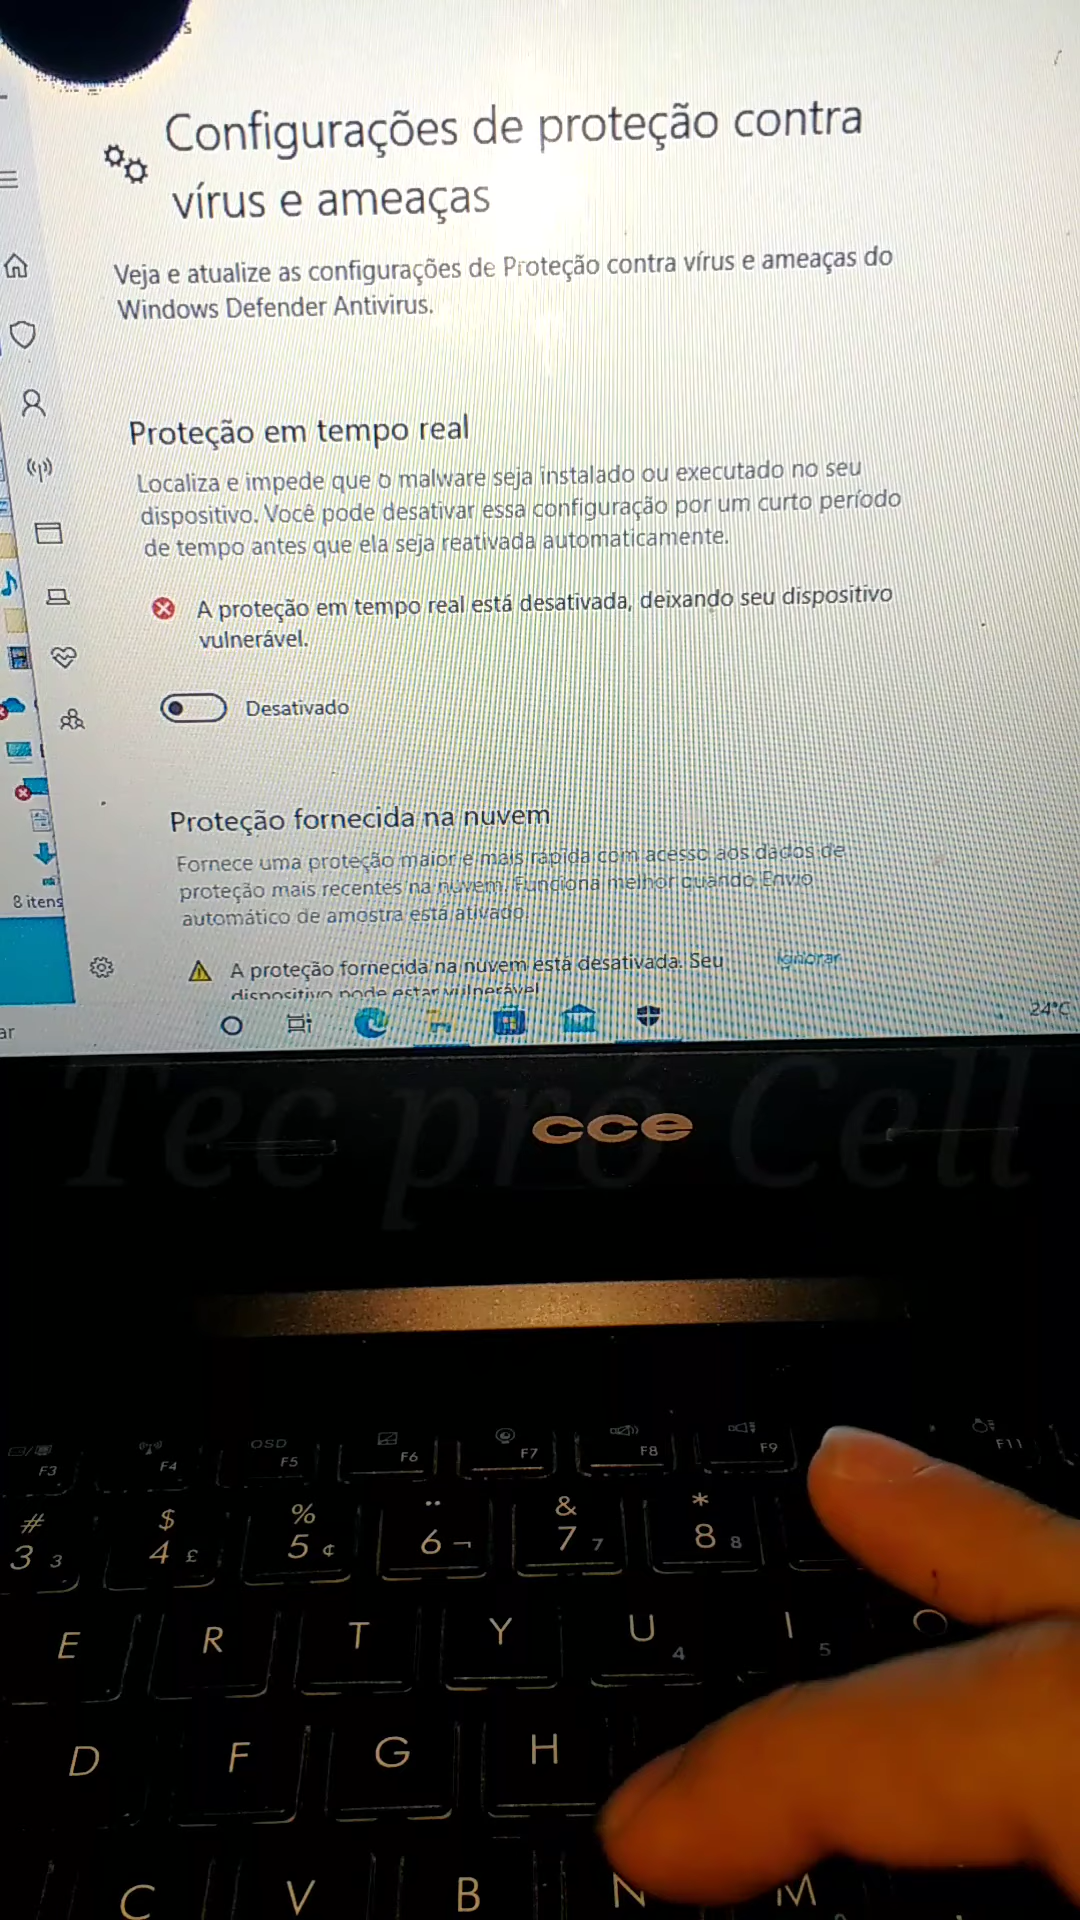 Configurações de proteção contra
vírus e ameaças
Veja e atualize as configurações de Proteção contra vírus e ameaças do
Windows Defender Antivirus.
Proteção em tempo real
Localiza e impede que o malware seja instalado ou executado no seu
dispositivo. Você pode desativar essa configuração por um curto período
de tempo antes que ela seja reativada automaticamente.
A proteção em tempo real está desativada, deixando seu dispositivo
vulnerável.
Desativado
Proteção fornecida na nuvem
Fornece uma proteção maior e mais rápida com acesso aos dados de
proteção mais recentes na nuvem. Funciona melhor quando Envio
automático de amostra está ativado.
8 itens
A proteção fornecida na nuvem está desativada. Seu Ignorar
dispositivo pode estar vulnerável.
24°C
Tec pró Cell
cce
F3 F4 OSD F5 F6 F7 F8 F9 F11
# $ % ¨ & *
3 3 4 £ 5 ¢ 6 ¬ 7 7 8 8
E R T Y U 4 I 5 O
D F G H
C V B N M